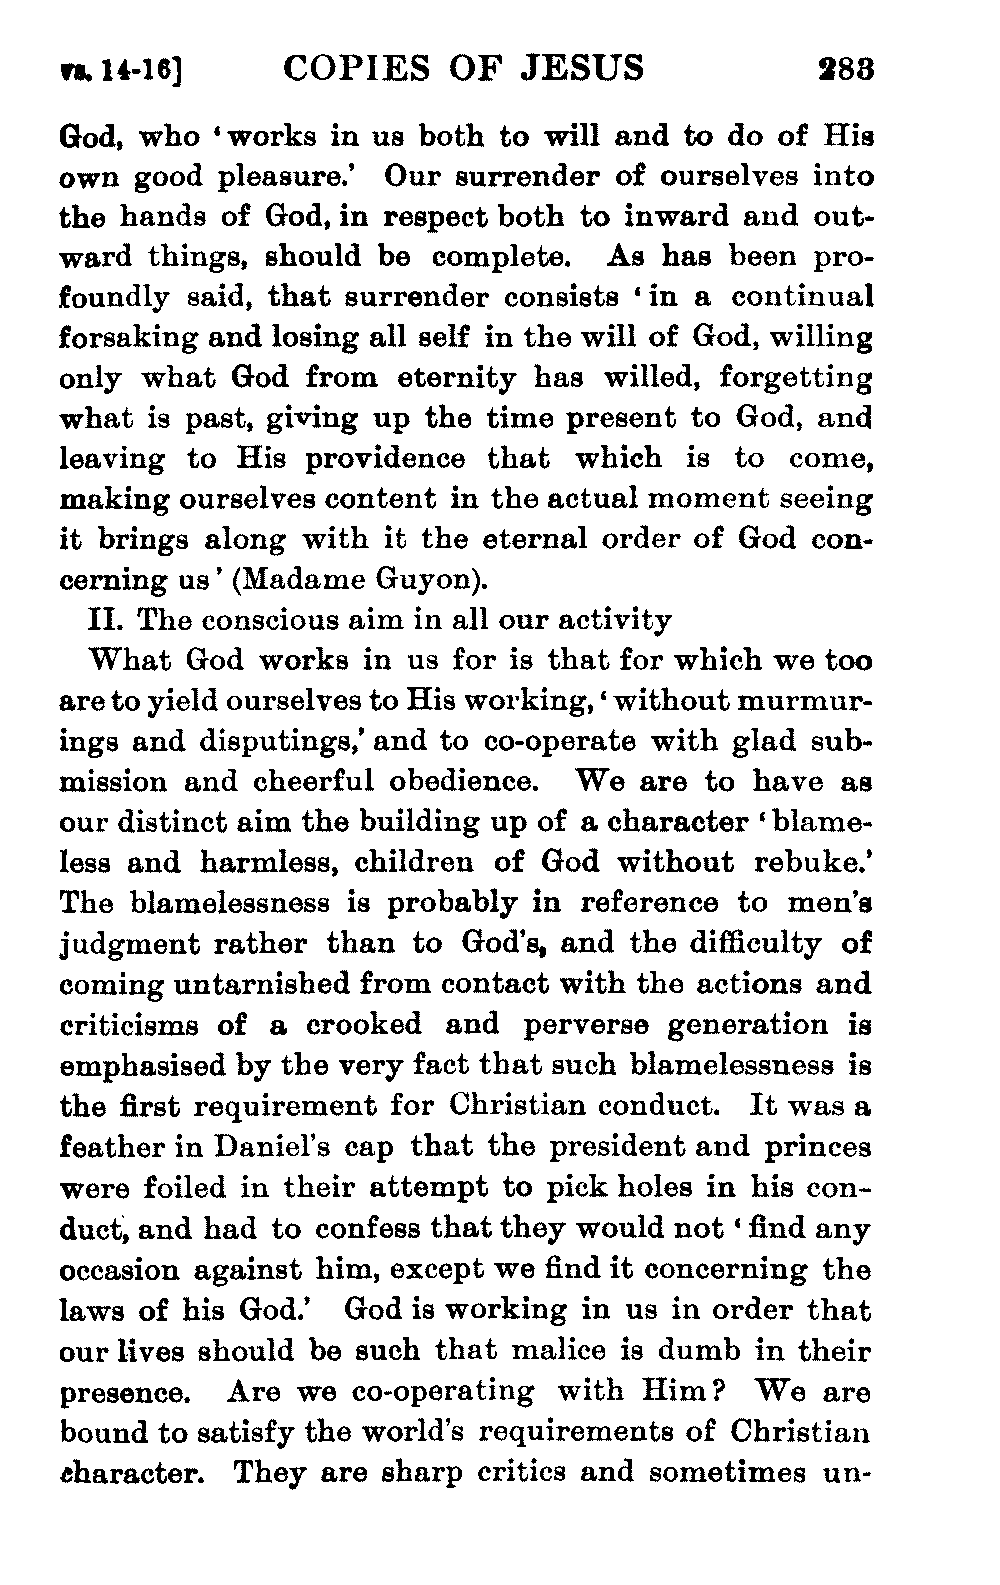 vs. 14-16] COPIES OF JESUS 283
God, who ‘works in us both to will and to do of His
own good pleasure.’ Our surrender of ourselves into
the hands of God, in respect both to inward and out-
ward things, should be complete. As has been pro-
foundly said, that surrender consists ‘in a continual
forsaking and losing all self in the will of God, willing
only what God from eternity has willed, forgetting
what is past, giving up the time present to God, and
leaving to His providence that which is to come,
making ourselves content in the actual moment seeing
it brings along with it the eternal order of God con-
cerning us’ (Madame Guyon).
II. The conscious aim in all our activity
What God works in us for is that for which we too
are to yield ourselves to His working, ‘without murmur-
ings and disputings,’ and to co-operate with glad sub-
mission and cheerful obedience. We are to have as
our distinct aim the building up of a character ‘blame-
less and harmless, children of God without rebuke.’
The blamelessness is probably in reference to men’s
judgment rather than to God’s, and the difficulty of
coming untarnished from contact with the actions and
criticisms of a crooked and perverse generation is
emphasised by the very fact that such blamelessness is
the first requirement for Christian conduct. It was a
feather in Daniel’s cap that the president and princes
were foiled in their attempt to pick holes in his con-
duct, and had to confess that they would not ‘find any
occasion against him, except we find it concerning the
laws of his God.’ God is working in us in order that
our lives should be such that malice is dumb in their
presence. Are we co-operating with Him? We are
bound to satisfy the world’s requirements of Christian
character. They are sharp critics and sometimes un-